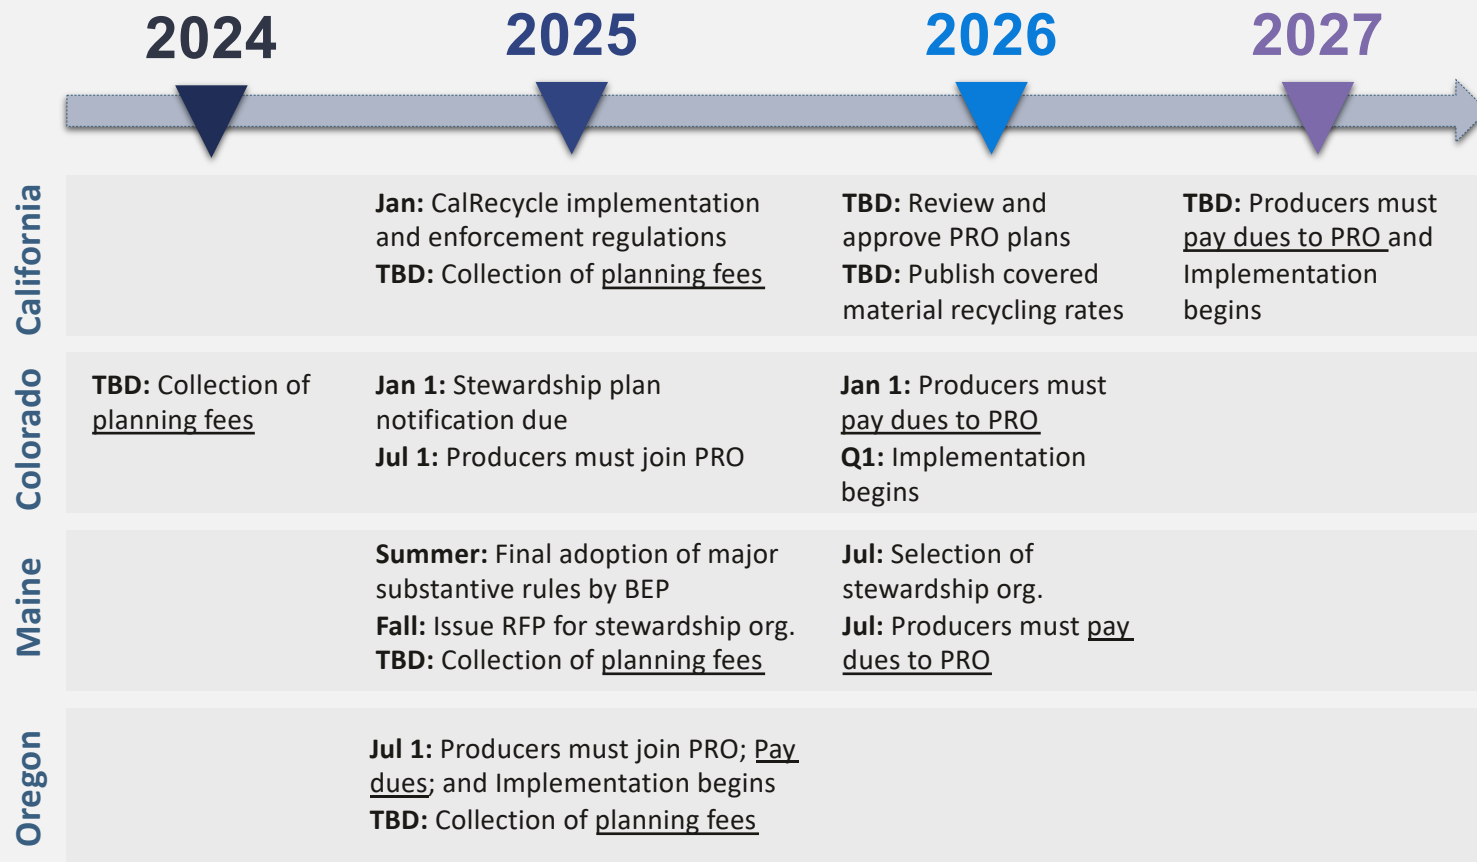 2024
2025
2026
2027
California
Jan: CalRecycle implementation
and enforcement regulations
TBD: Collection of planning fees
TBD: Review and
approve PRO plans
TBD: Publish covered
material recycling rates
TBD: Producers must
pay dues to PRO and
Implementation
begins
Colorado
TBD: Collection of
planning fees
Jan 1: Stewardship plan
notification due
Jul 1: Producers must join PRO
Jan 1: Producers must
pay dues to PRO
Q1: Implementation
begins
Maine
Summer: Final adoption of major
substantive rules by BEP
Fall: Issue RFP for stewardship org.
TBD: Collection of planning fees
Jul: Selection of
stewardship org.
Jul: Producers must pay
dues to PRO
Oregon
Jul 1: Producers must join PRO; Pay
dues; and Implementation begins
TBD: Collection of planning fees